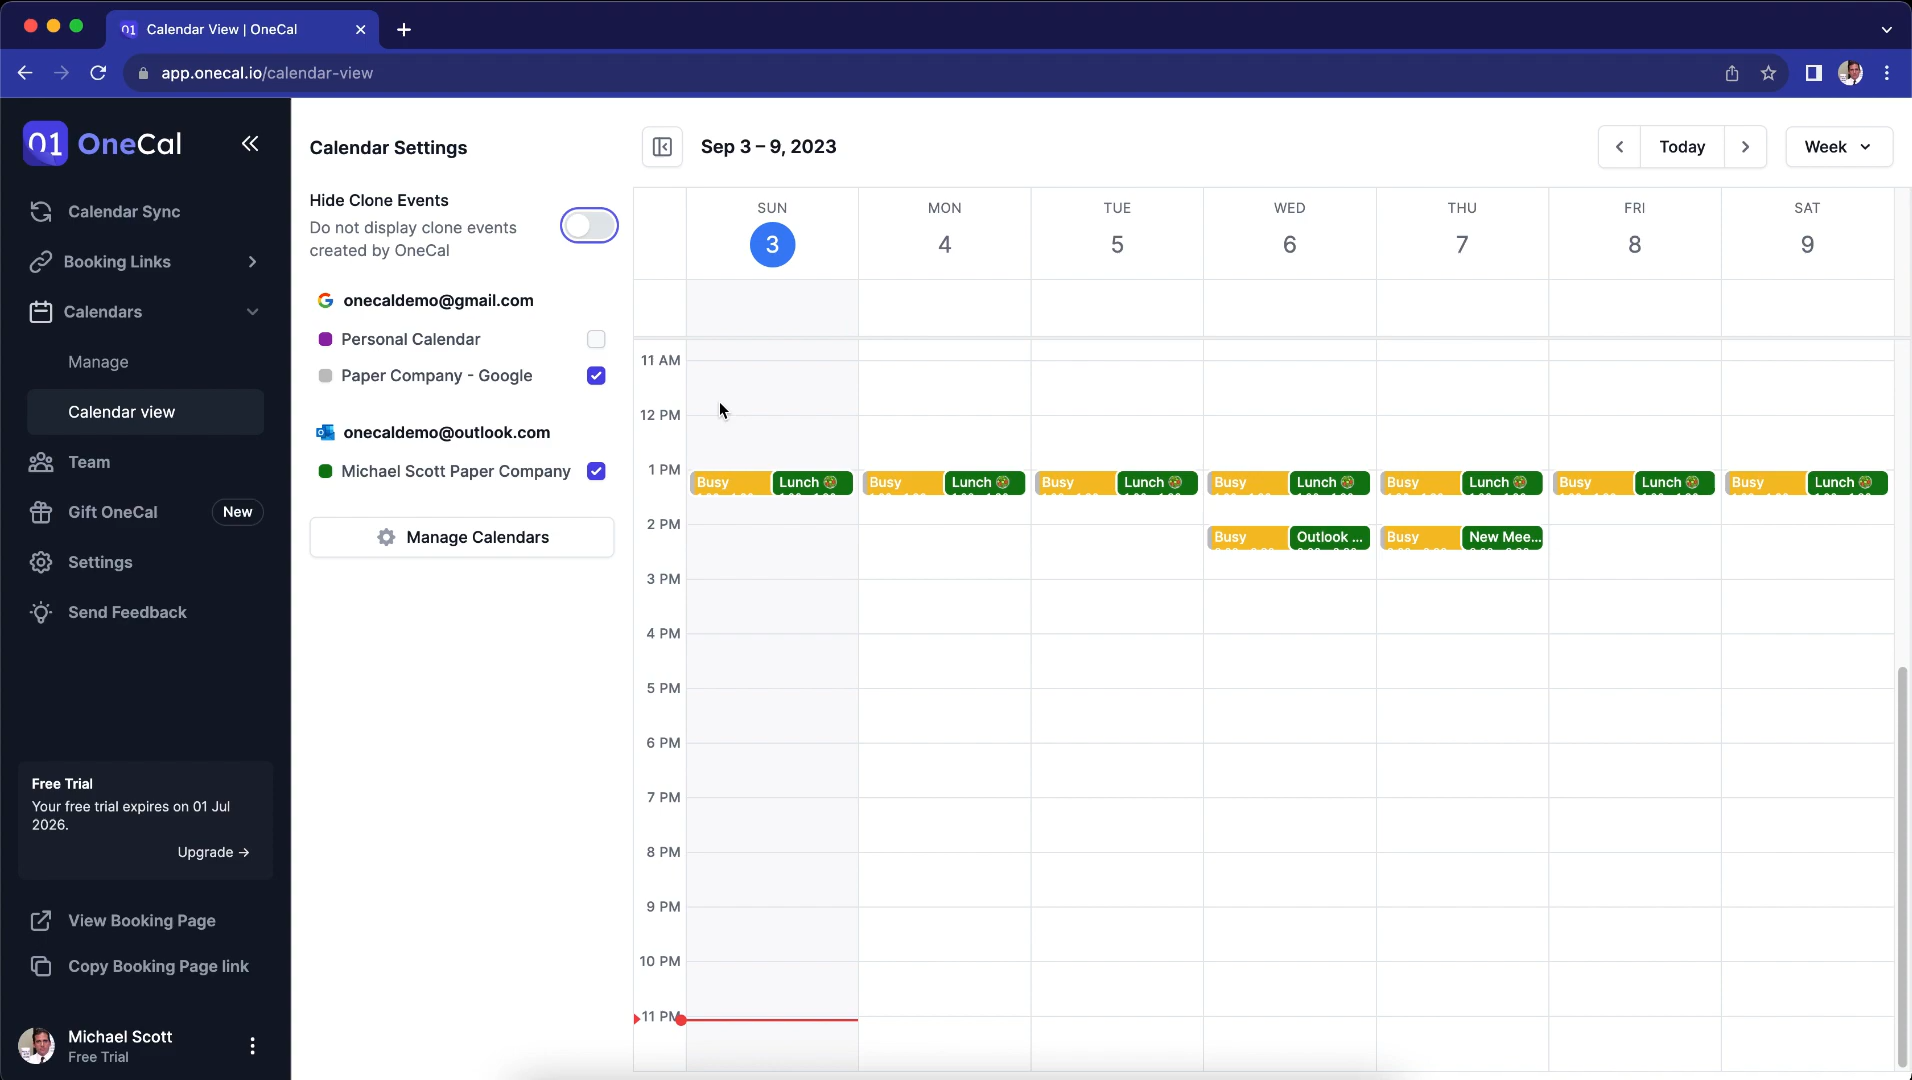 01 Calendar View | OneCal
app.onecal.io/calendar-view
01 OneCal
Calendar Sync
Booking Links
Calendars
Manage
Calendar view
Team
Gift OneCal New
Settings
Send Feedback
Free Trial
Your free trial expires on 01 Jul
2026.
Upgrade →
View Booking Page
Copy Booking Page link
Michael Scott
Free Trial
Calendar Settings
Hide Clone Events
Do not display clone events
created by OneCal
onecaldemo@gmail.com
Personal Calendar
Paper Company - Google
onecaldemo@outlook.com
Michael Scott Paper Company
Manage Calendars
Sep 3 – 9, 2023
Today
Week
SUN MON TUE WED THU FRI SAT
3 4 5 6 7 8 9
11 AM
12 PM
1 PM
Busy Lunch Busy Lunch Busy Lunch Busy Lunch Busy Lunch Busy Lunch Busy Lunch
2 PM
Busy Outlook ... Busy New Mee...
3 PM
4 PM
5 PM
6 PM
7 PM
8 PM
9 PM
10 PM
11 PM